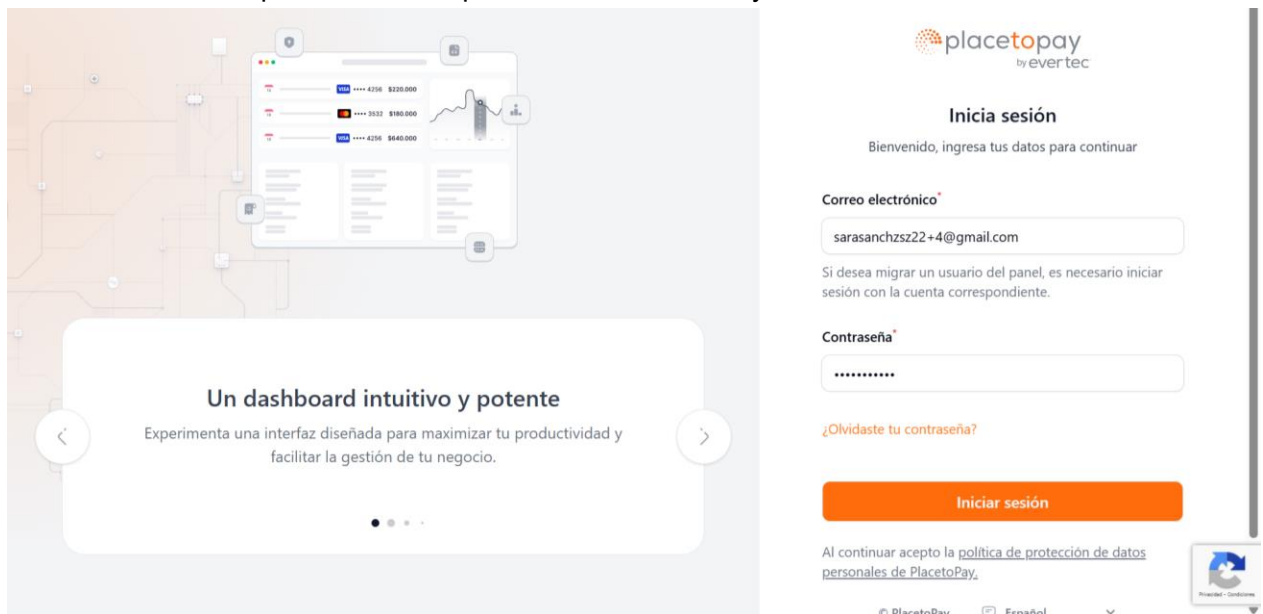 VISA •••• 4256 $220.000
•••• 3532 $180.000
VISA •••• 4256 $640.000
Un dashboard intuitivo y potente
Experimenta una interfaz diseñada para maximizar tu productividad y
facilitar la gestión de tu negocio.
placetopay
by evertec
Inicia sesión
Bienvenido, ingresa tus datos para continuar
Correo electrónico*
sarasanchzsz22+4@gmail.com
Si desea migrar un usuario del panel, es necesario iniciar
sesión con la cuenta correspondiente.
Contraseña*
•••••••••••
¿Olvidaste tu contraseña?
Iniciar sesión
Al continuar acepto la política de protección de datos
personales de PlacetoPay.
© PlacetoPay Español
Privacidad - Condiciones